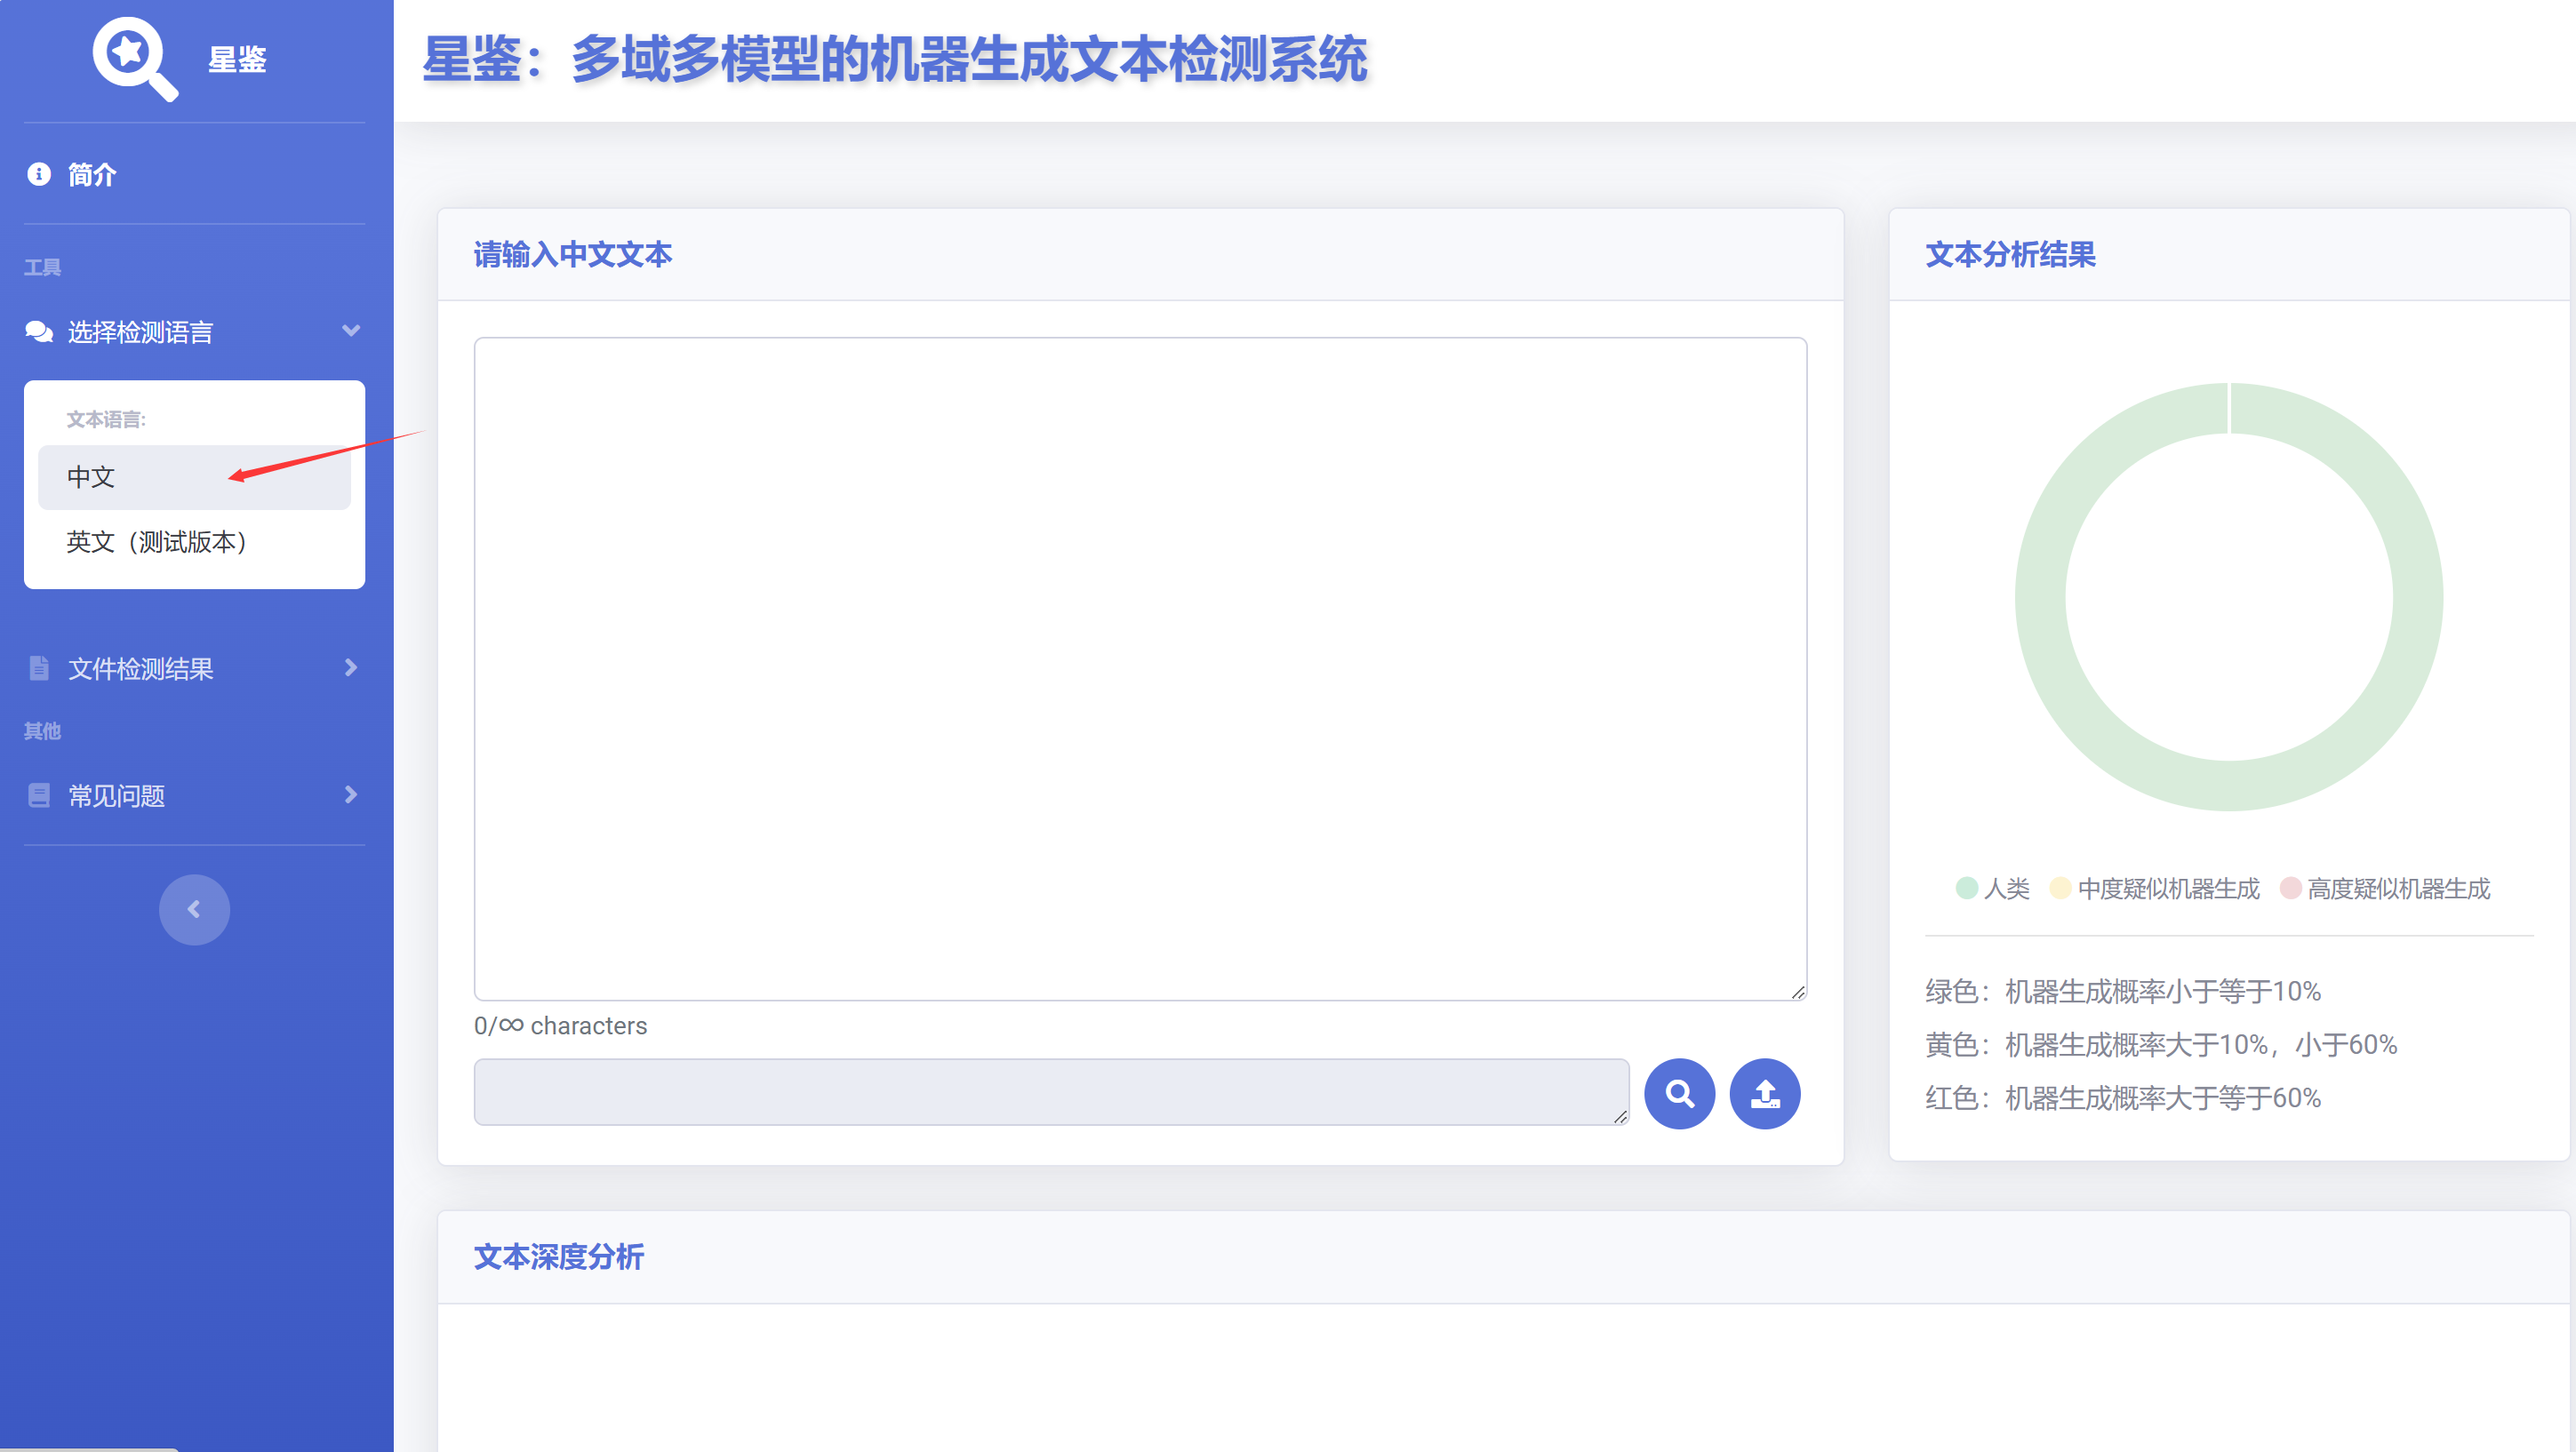 星鉴
星鉴：多域多模型的机器生成文本检测系统
简介
工具
选择检测语言
文本语言:
中文
英文（测试版本）
文件检测结果
其他
常见问题
请输入中文文本
0/∞ characters
文本分析结果
人类 中度疑似机器生成 高度疑似机器生成
绿色：机器生成概率小于等于10%
黄色：机器生成概率大于10%，小于60%
红色：机器生成概率大于等于60%
文本深度分析